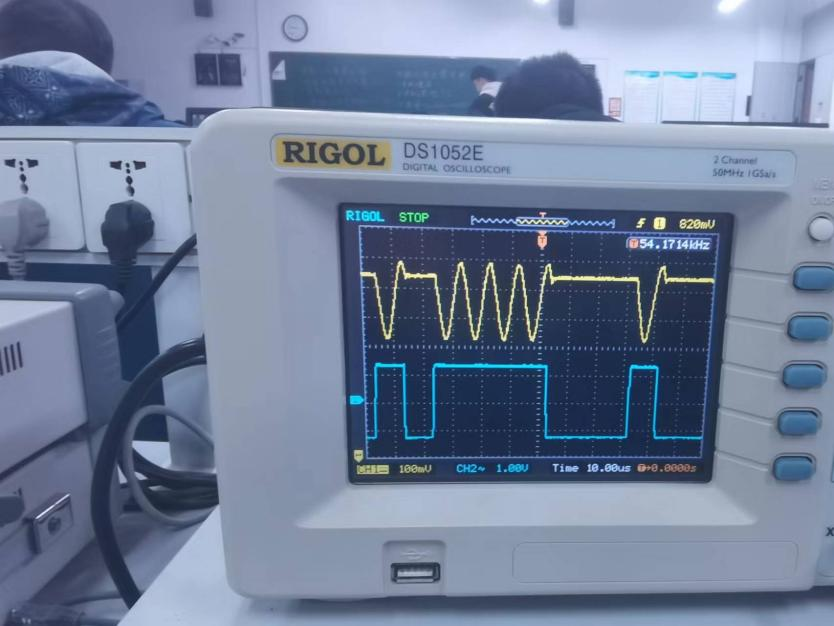 RIGOL DS1052E
DIGITAL OSCILLOSCOPE
2 Channel
50MHz 1GSa/s
RIGOL STOP
T
1 820mV
T
T 54.1714kHz
CH1 100mV CH2~ 1.00V Time 10.00us T→0.0000s